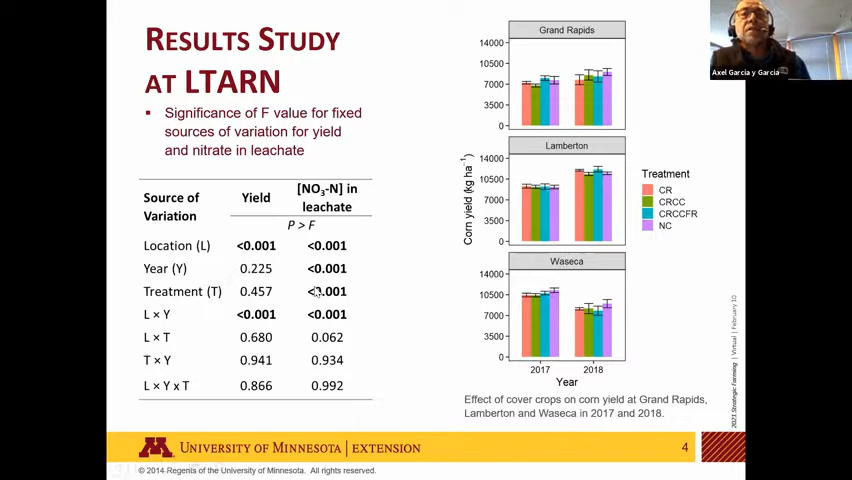 RESULTS STUDY
AT LTARN
▪ Significance of F value for fixed
sources of variation for yield
and nitrate in leachate
Source of Variation Yield [NO3-N] in leachate
P > F
Location (L) <0.001 <0.001
Year (Y) 0.225 <0.001
Treatment (T) 0.457 <0.001
L × Y <0.001 <0.001
L × T 0.680 0.062
T × Y 0.941 0.934
L × Y x T 0.866 0.992
Grand Rapids
14000
10500
7000
3500
0
Lamberton
14000
10500
7000
3500
0
Waseca
14000
10500
7000
3500
0
Corn yield (kg ha⁻¹)
2017 2018
Year
Treatment
CR
CRCC
CRCCFR
NC
Effect of cover crops on corn yield at Grand Rapids,
Lamberton and Waseca in 2017 and 2018.
Axel Garcia y Garcia
2021 Strategic Farming | Virtual | February 10
M UNIVERSITY OF MINNESOTA | EXTENSION
4
© 2014 Regents of the University of Minnesota. All rights reserved.